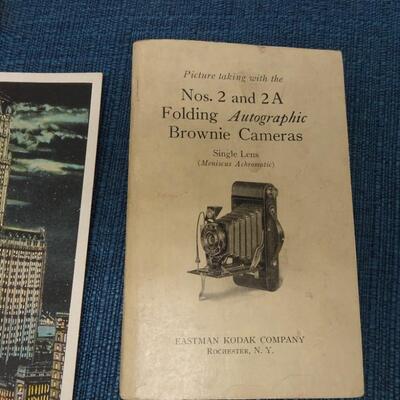 Picture taking with the
Nos. 2 and 2A
Folding Autographic
Brownie Cameras
Single Lens
(Meniscus Achromatic)
EASTMAN KODAK COMPANY
ROCHESTER, N. Y.